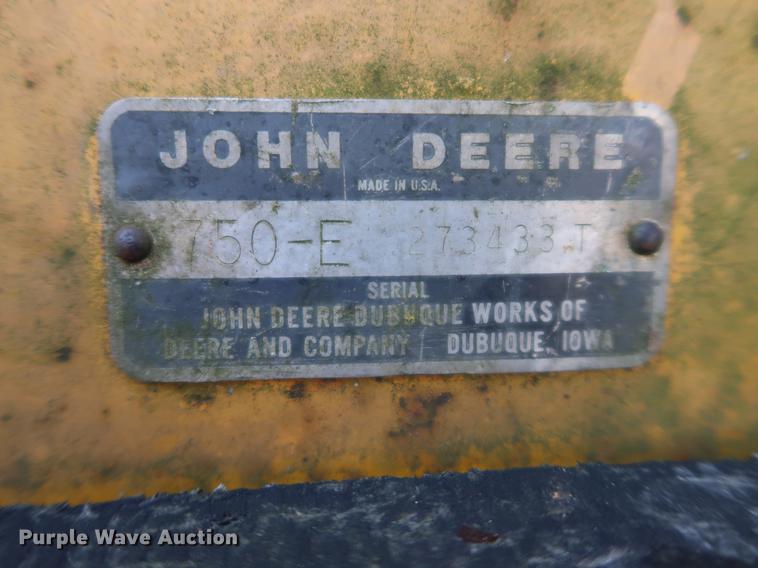 JOHN DEERE
MADE IN U.S.A.
750-E 273433 T
SERIAL
JOHN DEERE DUBUQUE WORKS OF
DEERE AND COMPANY DUBUQUE, IOWA
Purple Wave Auction